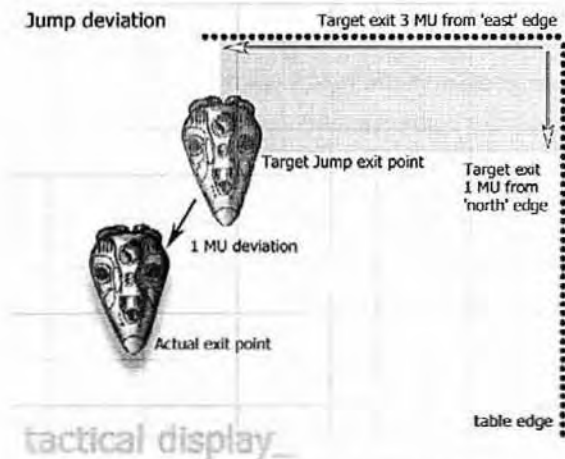 Jump deviation
Target exit 3 MU from 'east' edge
Target Jump exit point
Target exit
1 MU from
'north' edge
1 MU deviation
Actual exit point
table edge
tactical display_